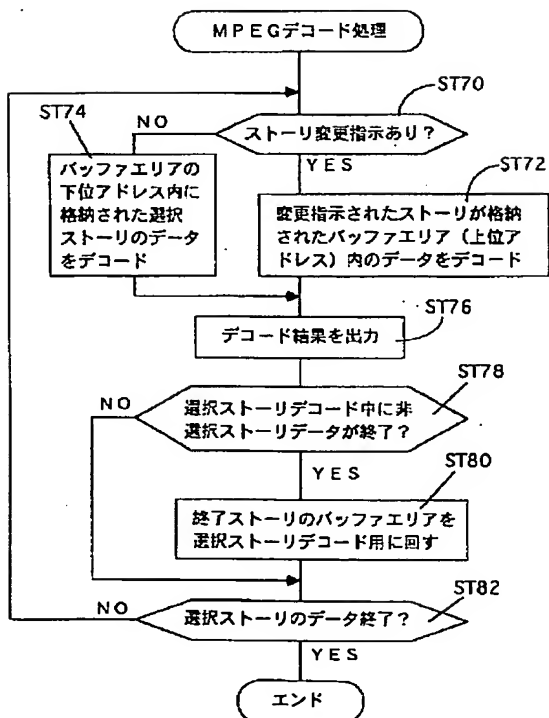 MPEGデコード処理
ST70
ストーリ変更指示あり？
NO
YES
ST74
バッファエリアの
下位アドレス内に
格納された選択
ストーリのデータ
をデコード
ST72
変更指示されたストーリが格納
されたバッファエリア（上位ア
ドレス）内のデータをデコード
ST76
デコード結果を出力
ST78
選択ストーリデコード中に非
選択ストーリデータが終了？
NO
YES
ST80
終了ストーリのバッファエリアを
選択ストーリデコード用に回す
ST82
選択ストーリのデータ終了？
NO
YES
エンド